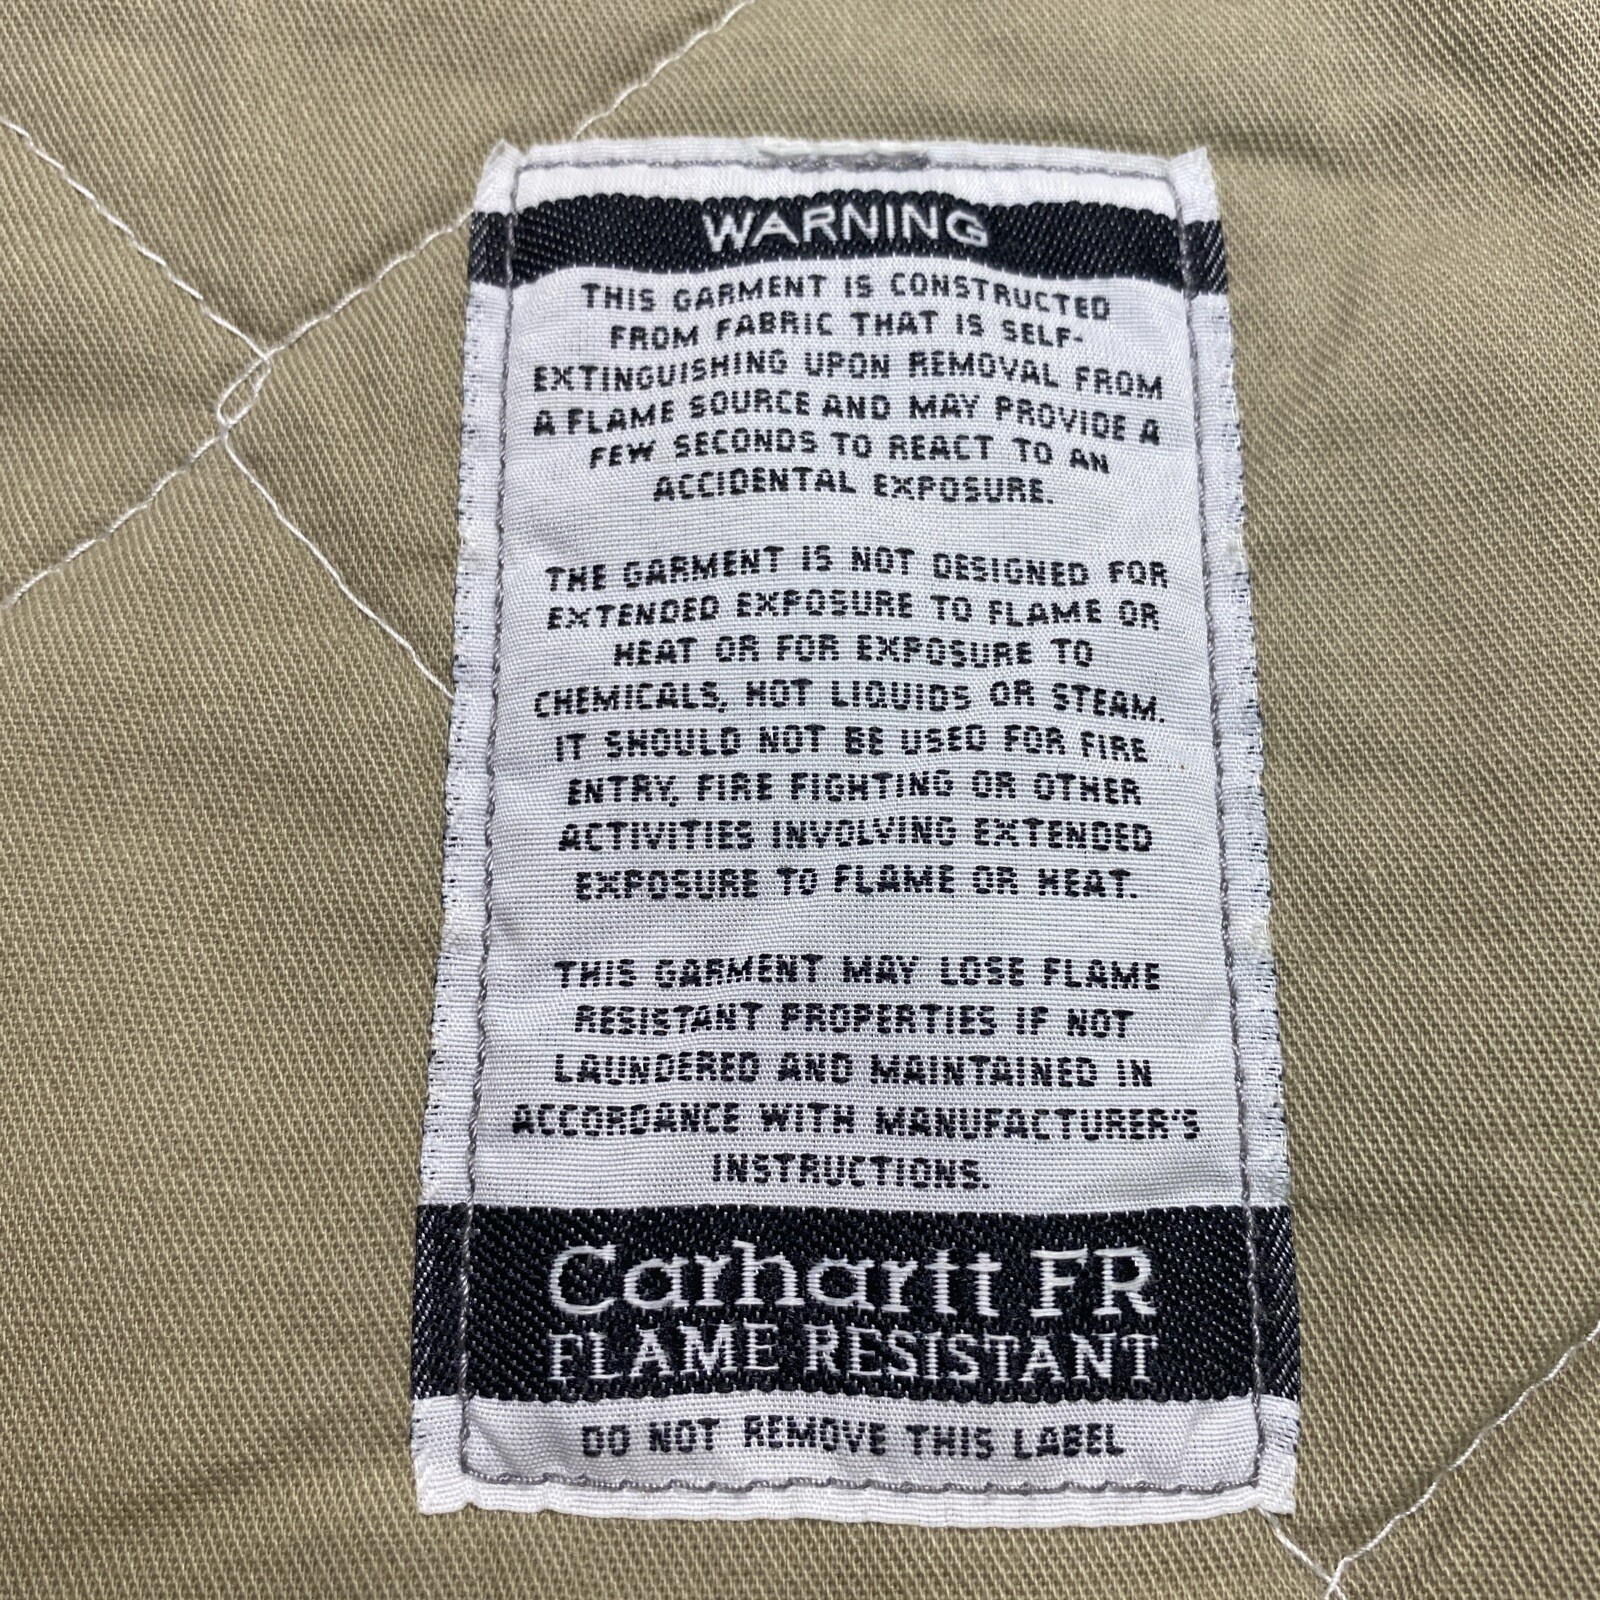 WARNING
THIS GARMENT IS CONSTRUCTED
FROM FABRIC THAT IS SELF-
EXTINGUISHING UPON REMOVAL FROM
A FLAME SOURCE AND MAY PROVIDE A
FEW SECONDS TO REACT TO AN
ACCIDENTAL EXPOSURE.
THE GARMENT IS NOT DESIGNED FOR
EXTENDED EXPOSURE TO FLAME OR
HEAT OR FOR EXPOSURE TO
CHEMICALS, HOT LIQUIDS OR STEAM.
IT SHOULD NOT BE USED FOR FIRE
ENTRY, FIRE FIGHTING OR OTHER
ACTIVITIES INVOLVING EXTENDED
EXPOSURE TO FLAME OR HEAT.
THIS GARMENT MAY LOSE FLAME
RESISTANT PROPERTIES IF NOT
LAUNDERED AND MAINTAINED IN
ACCORDANCE WITH MANUFACTURER'S
INSTRUCTIONS.
Carhartt FR
FLAME RESISTANT
DO NOT REMOVE THIS LABEL